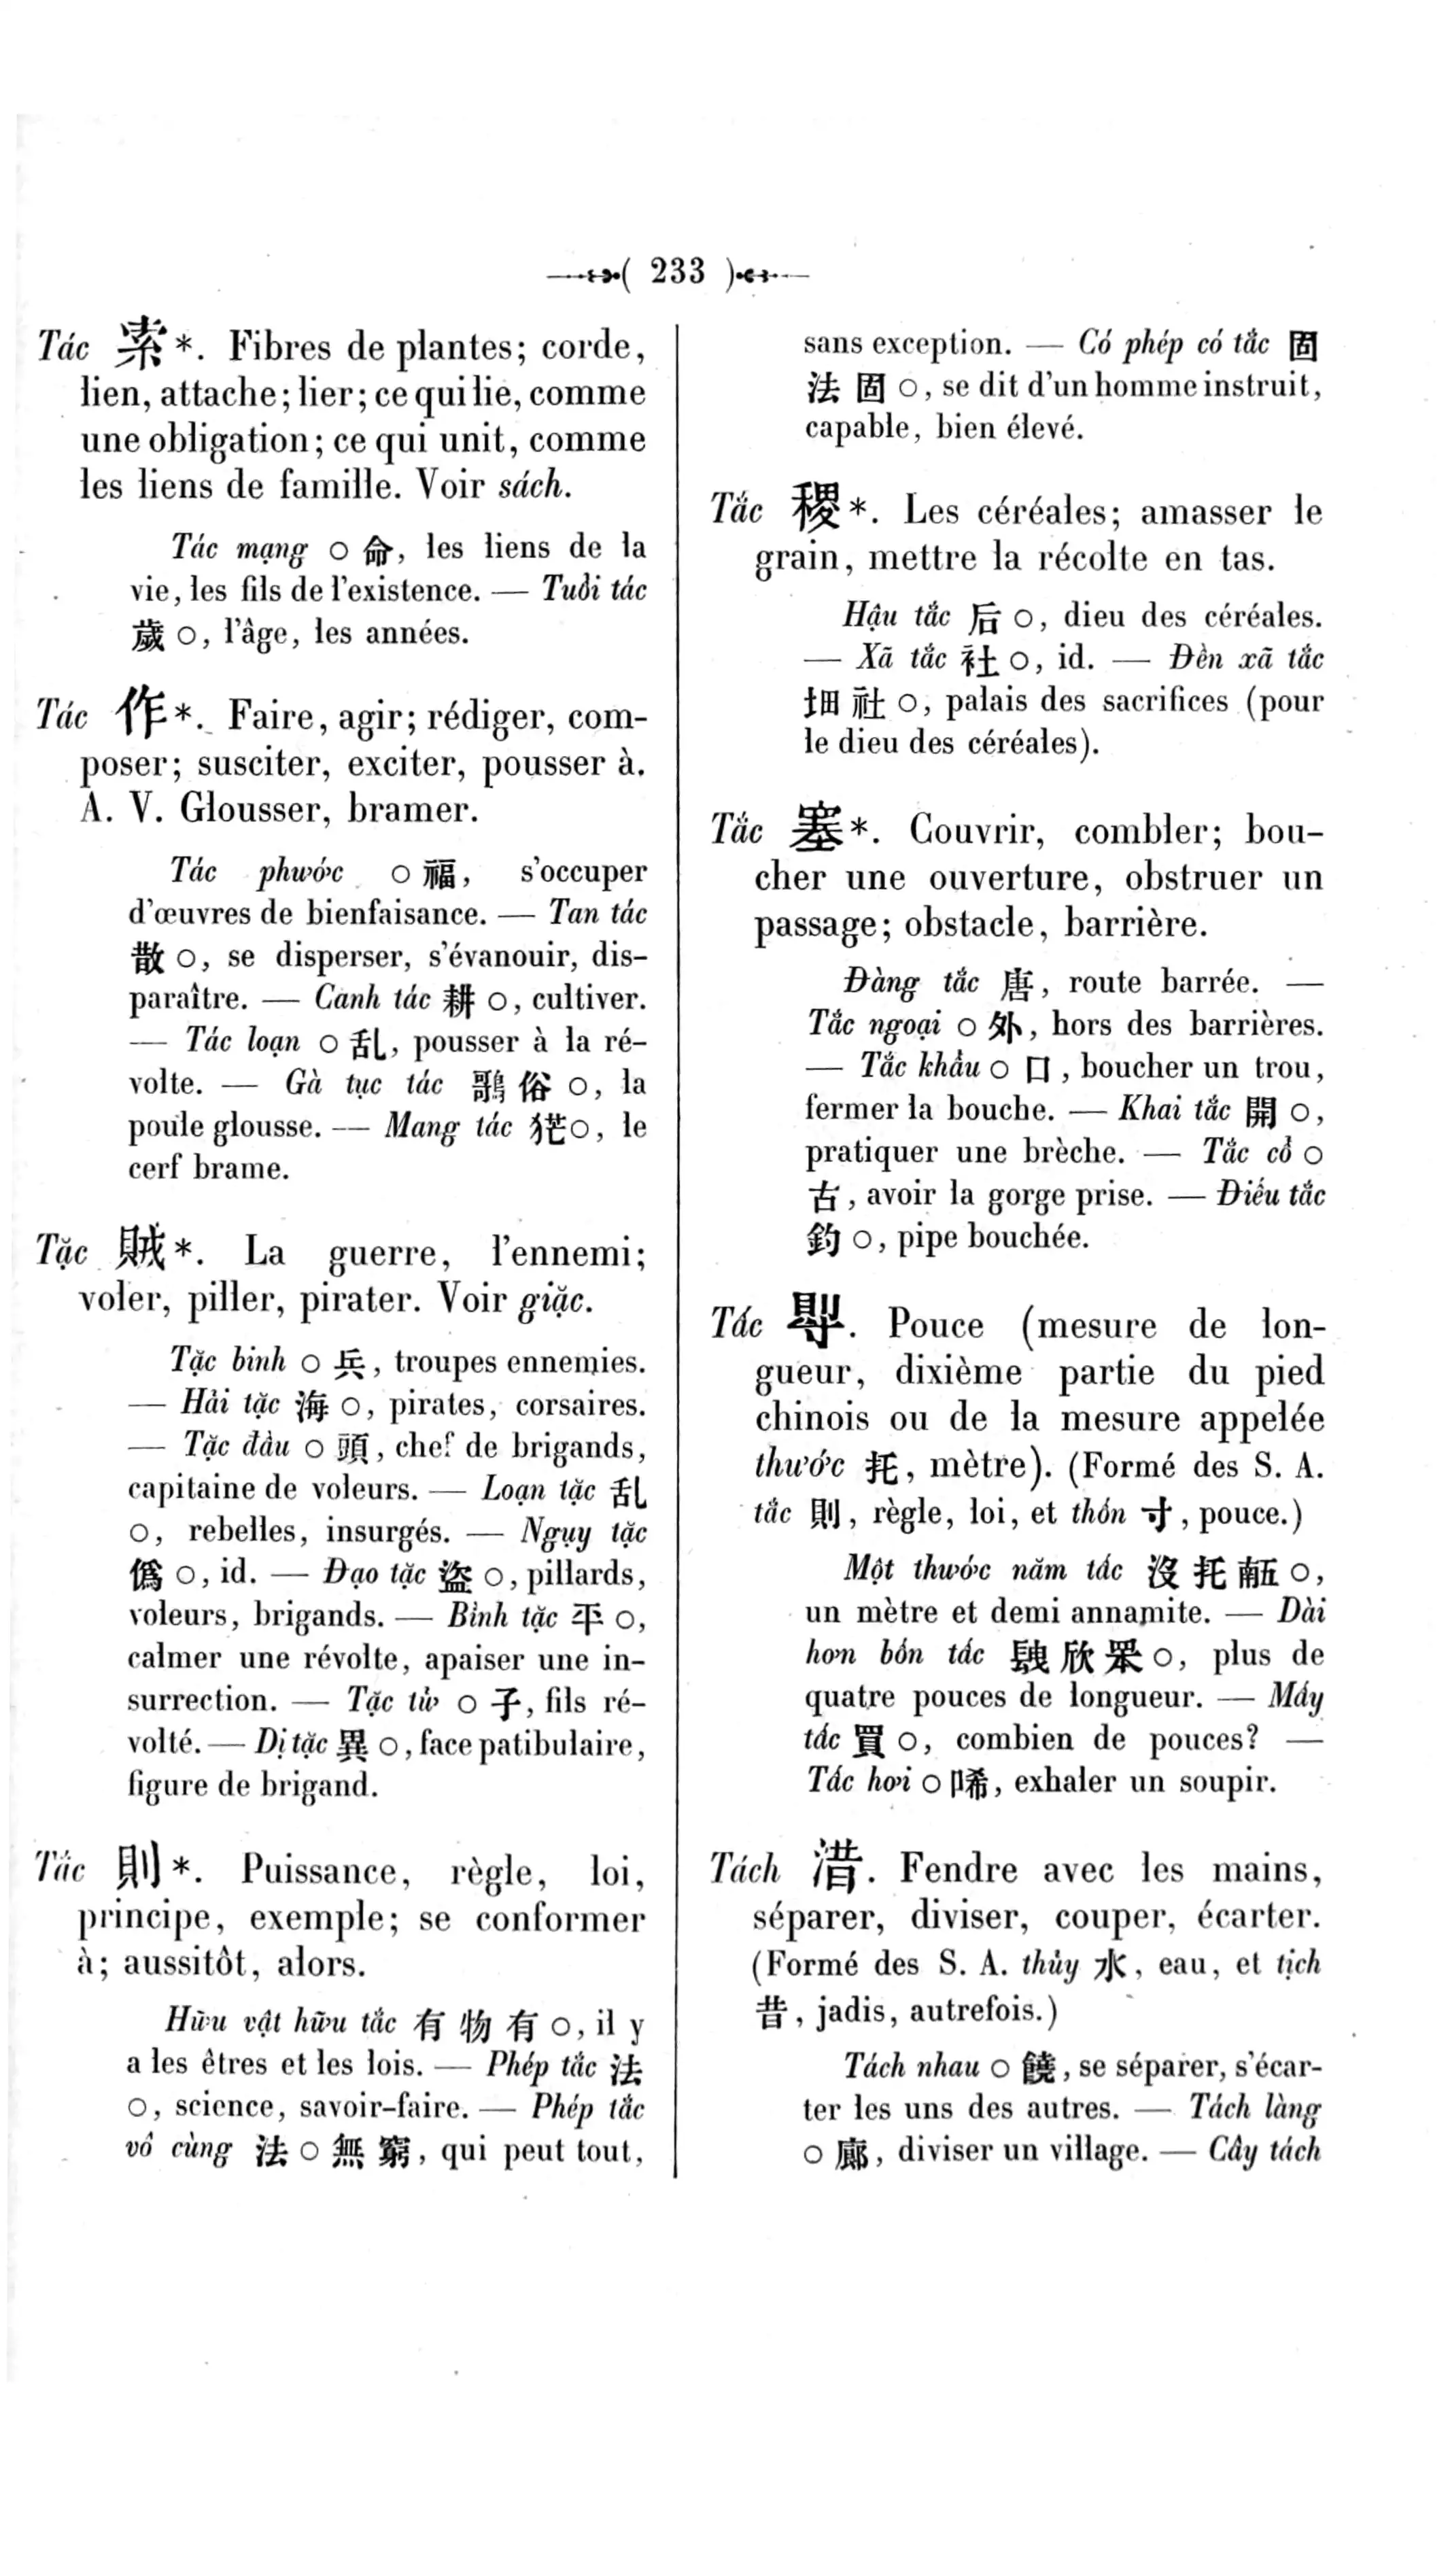 ( 233 )
Tác 索*. Fibres de plantes; corde,
lien, attache; lier; ce qui lie, comme
une obligation; ce qui unit, comme
les liens de famille. Voir sách.
Tác mạng ○ 命, les liens de la
vie, les fils de l'existence. — Tuổi tác
歲 ○, l'âge, les années.
Tác 作*. Faire, agir; rédiger, com-
poser; susciter, exciter, pousser à.
A. V. Glousser, bramer.
Tác phước ○ 福, s'occuper
d'œuvres de bienfaisance. — Tan tác
散 ○, se disperser, s'évanouir, dis-
paraître. — Canh tác 耕 ○, cultiver.
— Tác loạn ○ 乱, pousser à la ré-
volte. — Gà tục tác 鵶 俗 ○, la
poule glousse. — Mang tác 㹊○, le
cerf brame.
Tặc 賊*. La guerre, l'ennemi;
voler, piller, pirater. Voir giặc.
Tặc binh ○ 兵, troupes ennemies.
— Hải tặc 海 ○, pirates, corsaires.
— Tặc đầu ○ 頭, chef de brigands,
capitaine de voleurs. — Loạn tặc 乱
○, rebelles, insurgés. — Ngụy tặc
僞 ○, id. — Đạo tặc 盜 ○, pillards,
voleurs, brigands. — Bình tặc 平 ○,
calmer une révolte, apaiser une in-
surrection. — Tặc tử ○ 子, fils ré-
volté. — Dị tặc 異 ○, face patibulaire,
figure de brigand.
Tắc 則*. Puissance, règle, loi,
principe, exemple; se conformer
à; aussitôt, alors.
Hữu vật hữu tắc 有 物 有 ○, il y
a les êtres et les lois. — Phép tắc 法
○, science, savoir-faire. — Phép tắc
vô cùng 法 ○ 無 窮, qui peut tout,
sans exception. — Có phép có tắc 固
法 固 ○, se dit d'un homme instruit,
capable, bien élevé.
Tắc 稷*. Les céréales; amasser le
grain, mettre la récolte en tas.
Hậu tắc 后 ○, dieu des céréales.
— Xã tắc 社 ○, id. — Đền xã tắc
𡊰 社 ○, palais des sacrifices (pour
le dieu des céréales).
Tắc 塞*. Couvrir, combler; bou-
cher une ouverture, obstruer un
passage; obstacle, barrière.
Đàng tắc 唐, route barrée. —
Tắc ngoại ○ 外, hors des barrières.
— Tắc khẩu ○ 口, boucher un trou,
fermer la bouche. — Khai tắc 開 ○,
pratiquer une brèche. — Tắc cổ ○
古, avoir la gorge prise. — Điếu tắc
釣 ○, pipe bouchée.
Tấc 𡬷. Pouce (mesure de lon-
gueur, dixième partie du pied
chinois ou de la mesure appelée
thước 托, mètre). (Formé des S. A.
tắc 則, règle, loi, et thốn 寸, pouce.)
Một thước năm tấc 沒 托 𠄼 ○,
un mètre et demi annamite. — Dài
hơn bốn tấc 𨱽 欣 罘 ○, plus de
quatre pouces de longueur. — Mấy
tấc 買 ○, combien de pouces? —
Tấc hơi ○ 唏, exhaler un soupir.
Tách 㳻. Fendre avec les mains,
séparer, diviser, couper, écarter.
(Formé des S. A. thủy 水, eau, et tịch
昔, jadis, autrefois.)
Tách nhau ○ 饒, se séparer, s'écar-
ter les uns des autres. — Tách làng
○ 廊, diviser un village. — Cây tách